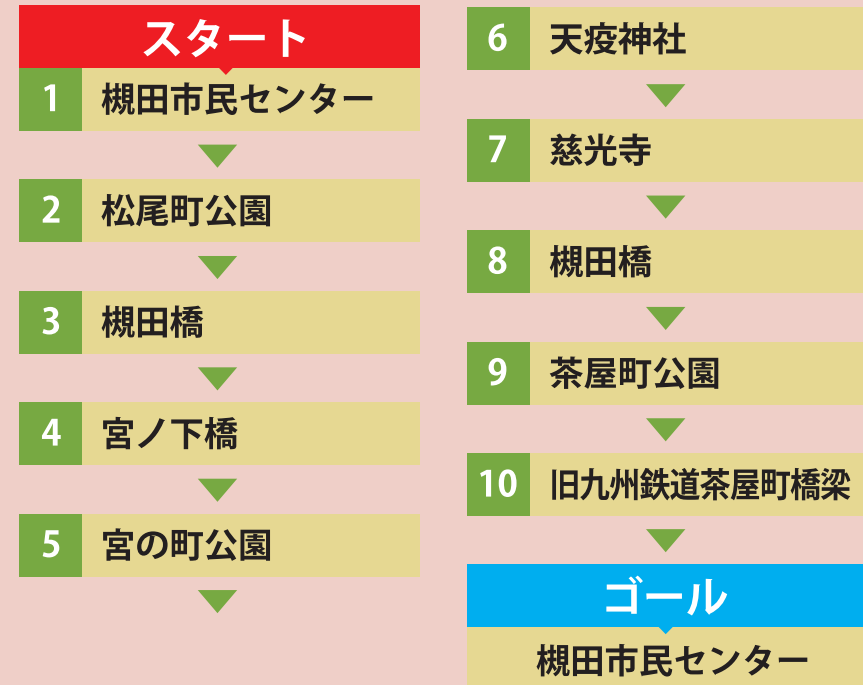 スタート
1 槻田市民センター
2 松尾町公園
3 槻田橋
4 宮ノ下橋
5 宮の町公園
6 天疫神社
7 慈光寺
8 槻田橋
9 茶屋町公園
10 旧九州鉄道茶屋町橋梁
ゴール
槻田市民センター